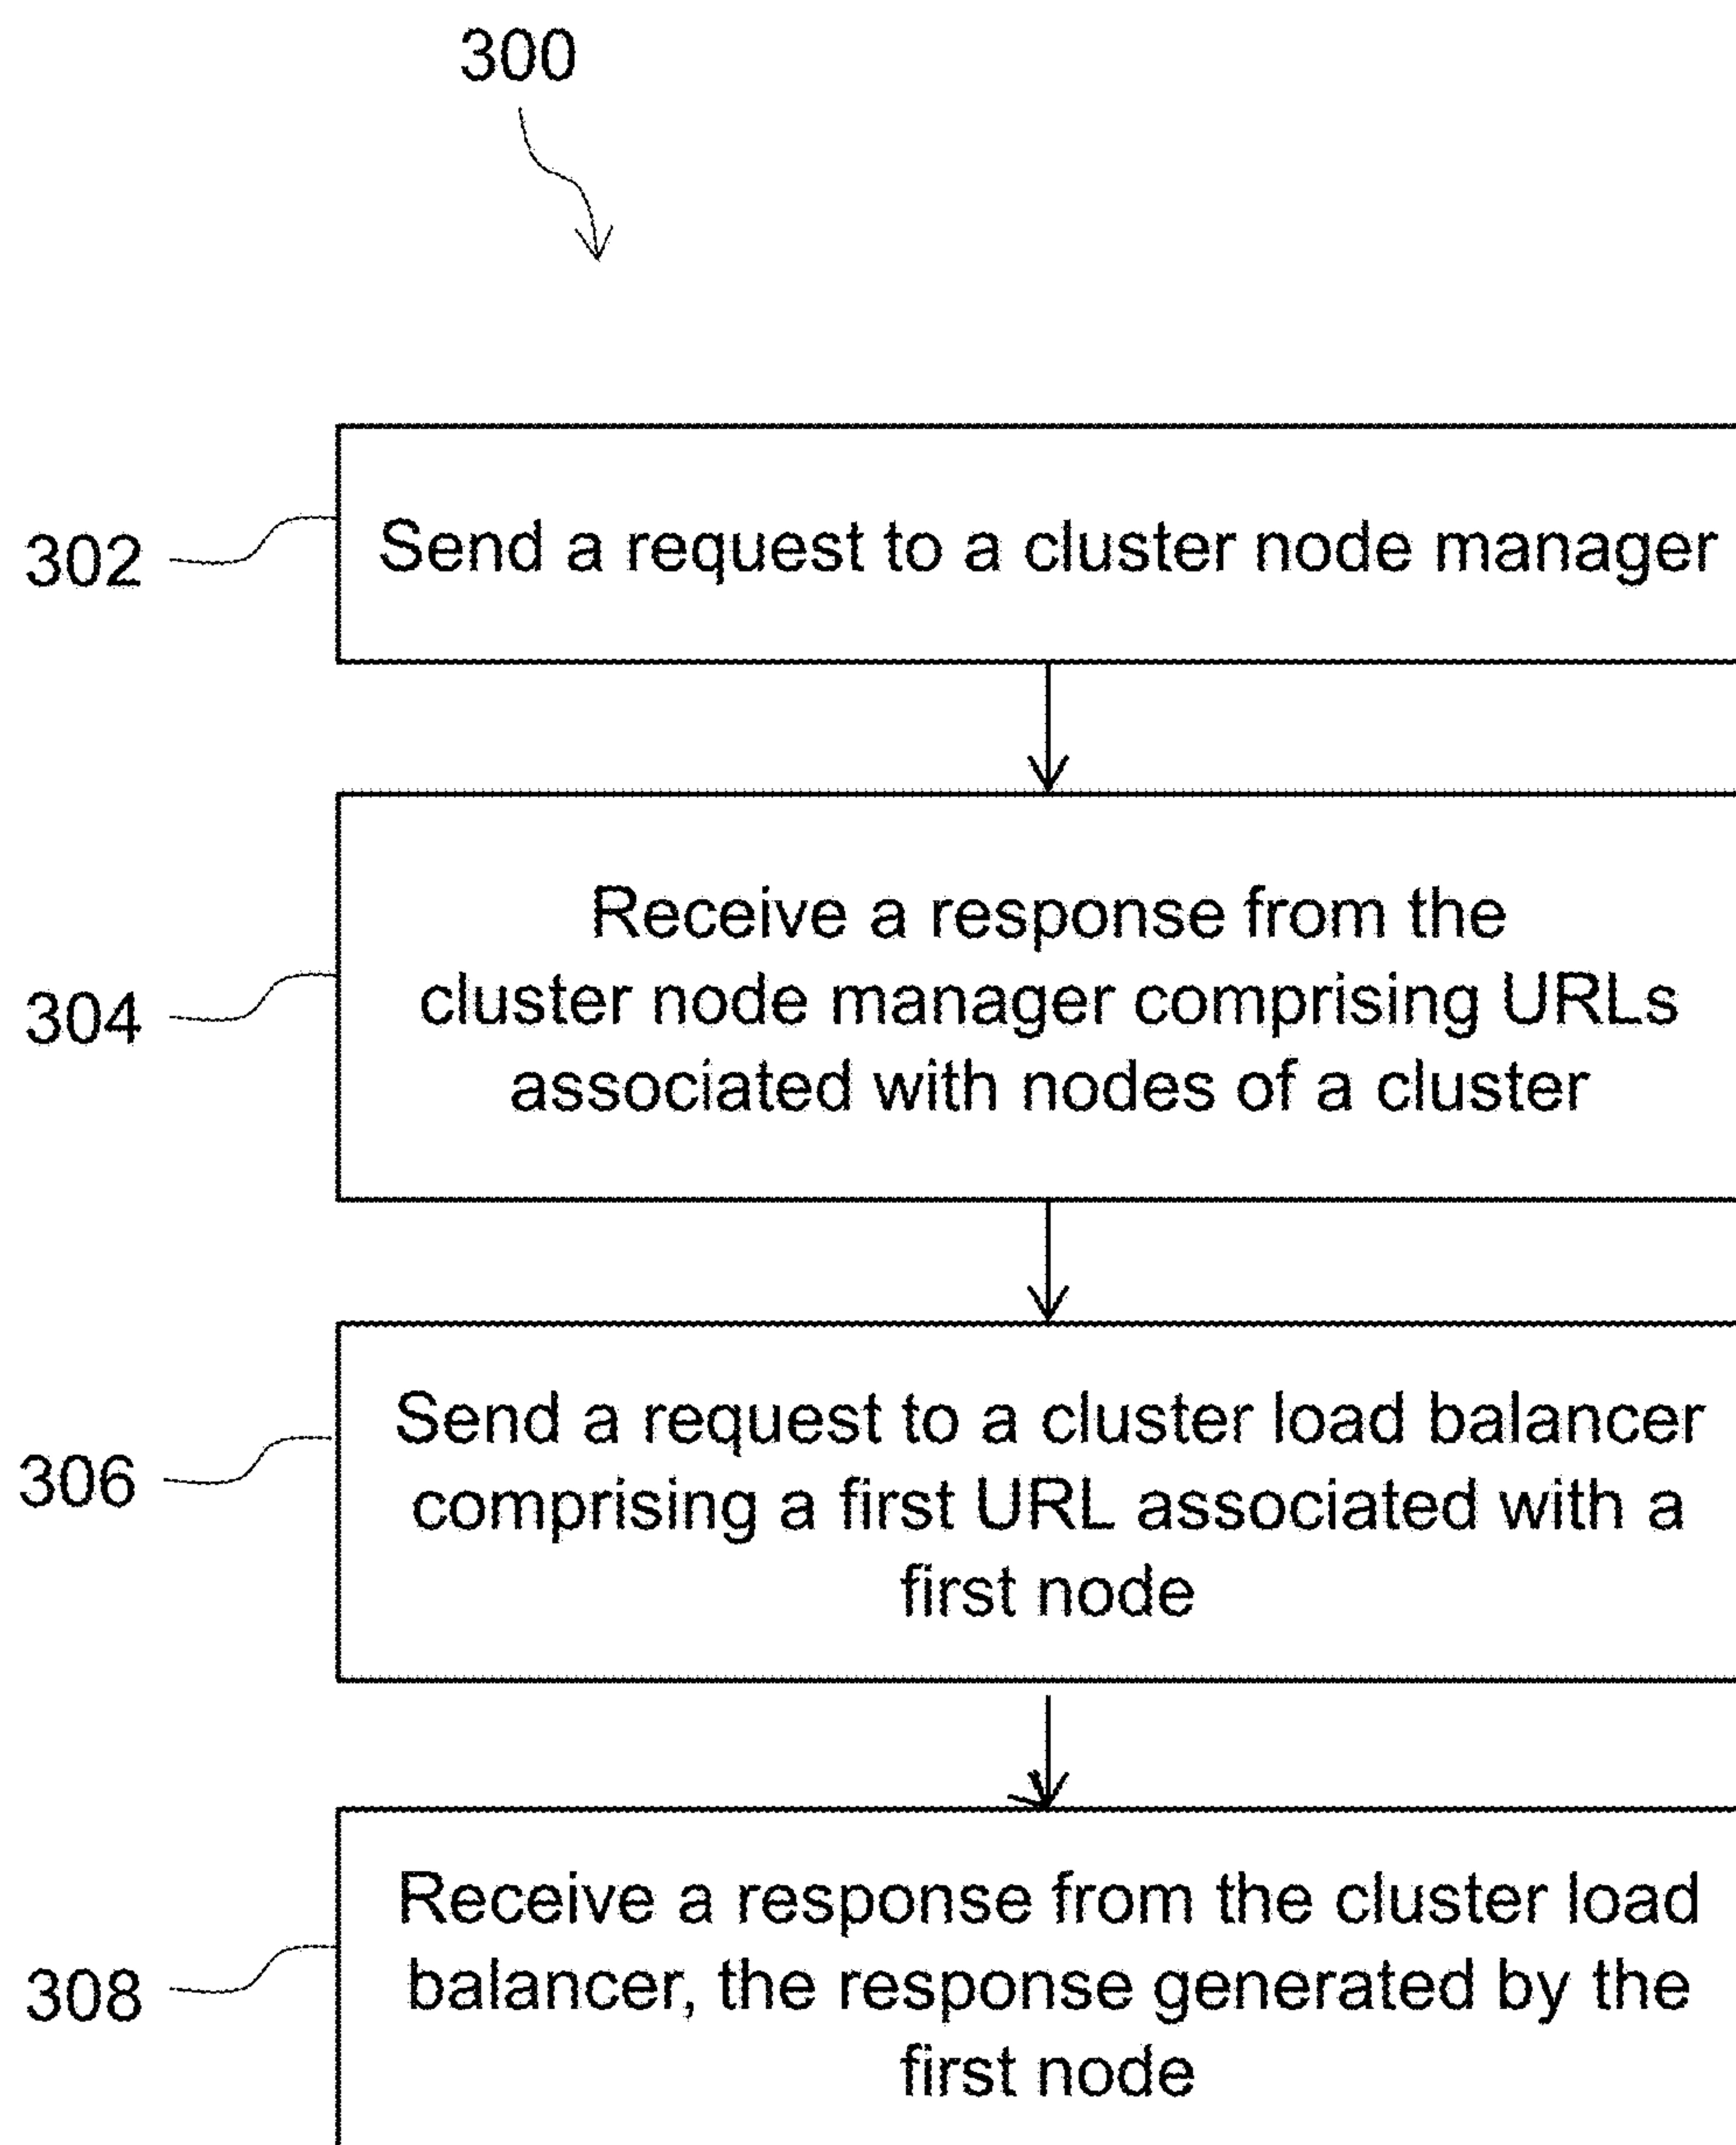 300
302
Send a request to a cluster node manager
304
Receive a response from the
cluster node manager comprising URLs
associated with nodes of a cluster
306
Send a request to a cluster load balancer
comprising a first URL associated with a
first node
308
Receive a response from the cluster load
balancer, the response generated by the
first node